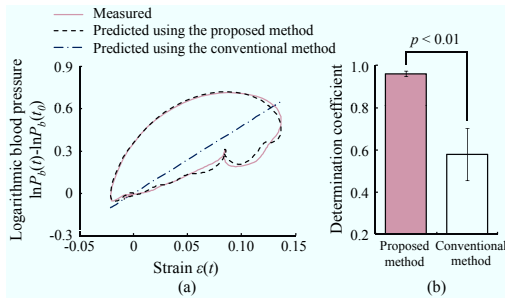 Measured
Predicted using the proposed method
Predicted using the conventional method
Logarithmic blood pressure
lnP_b(t)-lnP_b(t_0)
0.9
0.6
0.3
0
-0.3
-0.05
0
0.05
0.10
0.15
Strain ε(t)
(a)
p < 0.01
Determination coefficient
1.0
0.8
0.6
0.4
0.2
Proposed
method
Conventional
method
(b)